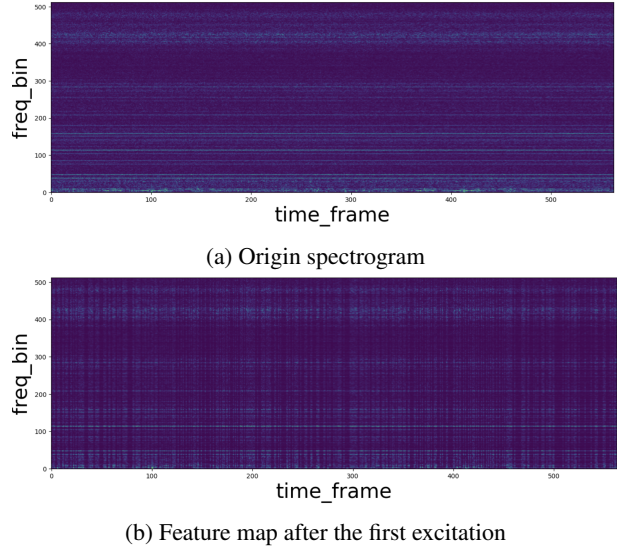 500
400
300
200
100
0
freq_bin
0 100 200 300 400 500
time_frame
(a) Origin spectrogram
500
400
300
200
100
0
freq_bin
0 100 200 300 400 500
time_frame
(b) Feature map after the first excitation